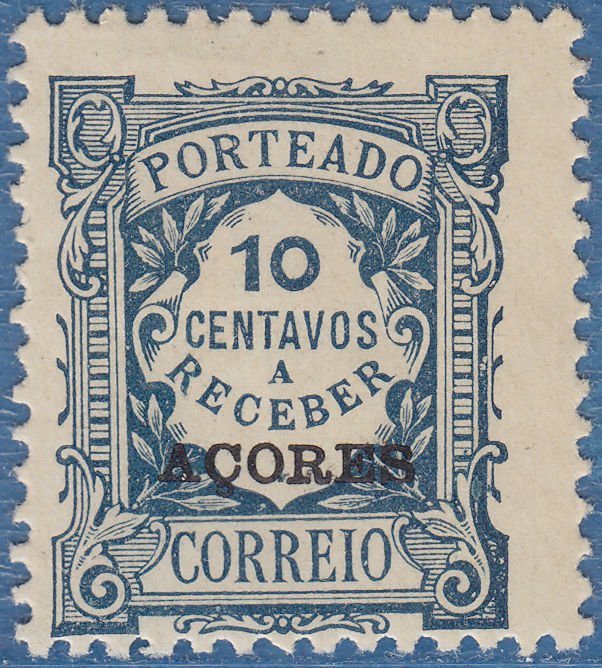 PORTEADO
10
CENTAVOS
A
RECEBER
AÇORES
CORREIO